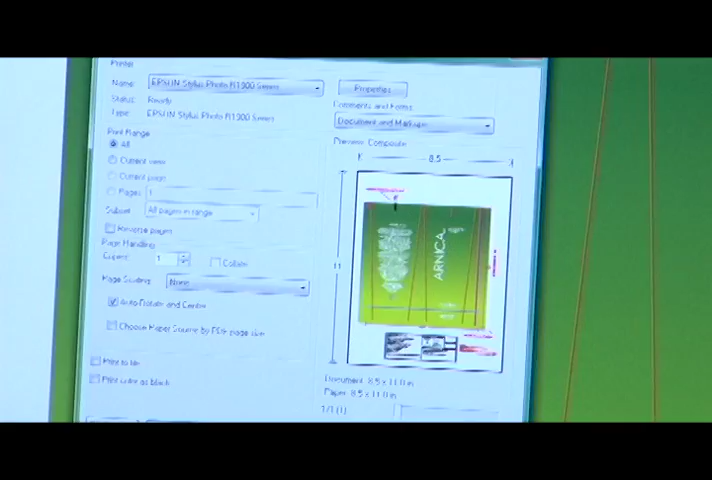 Printer
Name: EPSON Stylus Photo R1900 Series
Properties
Status: Ready
Comments and Forms:
Type: EPSON Stylus Photo R1900 Series
Document and Markups
Print Range
Preview: Composite
All
8.5
Current view
Current page
Pages 1
Subset: All pages in range
Reverse pages
Page Handling
Copies: 1
Collate
11
ARNICA
Page Scaling: None
Auto-Rotate and Center
Choose Paper Source by PDF page size
Print to file
Print color as black
Document: 8.5 x 11.0 in
Paper: 8.5 x 11.0 in
1/1 (1)